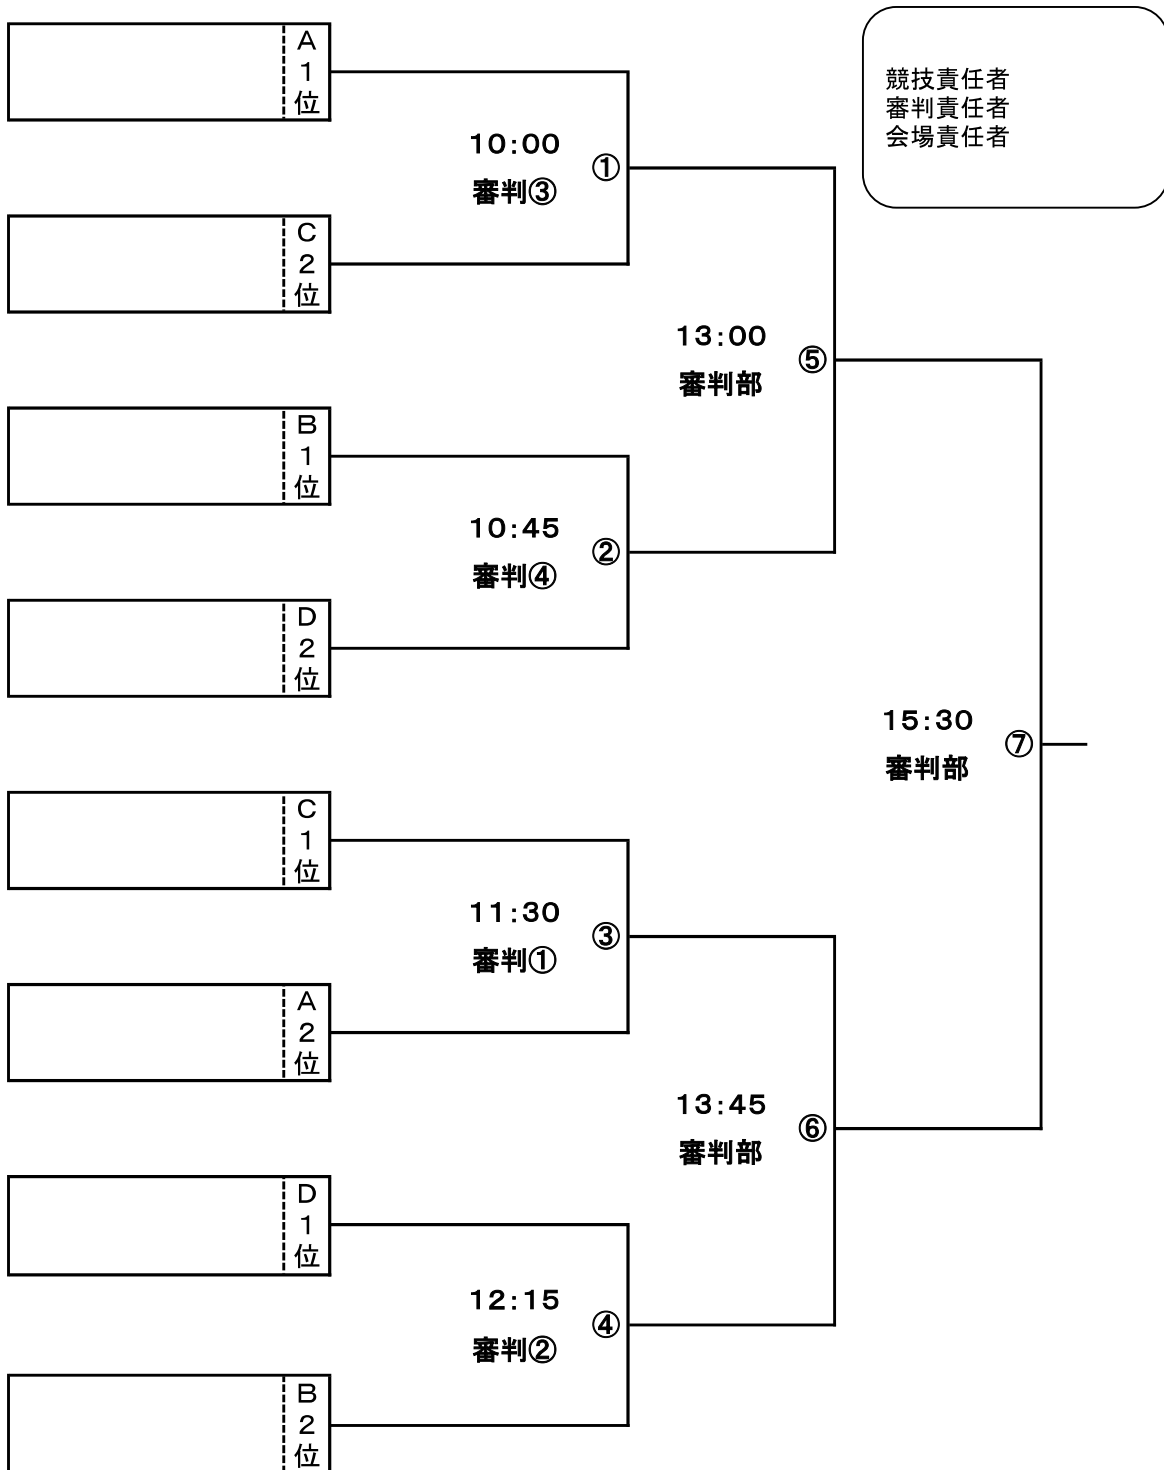 A
1
位
競技責任者
審判責任者
会場責任者
10:00
審判③
①
C
2
位
13:00
審判部
⑤
B
1
位
10:45
審判④
②
D
2
位
15:30
審判部
⑦
C
1
位
11:30
審判①
③
A
2
位
13:45
審判部
⑥
D
1
位
12:15
審判②
④
B
2
位